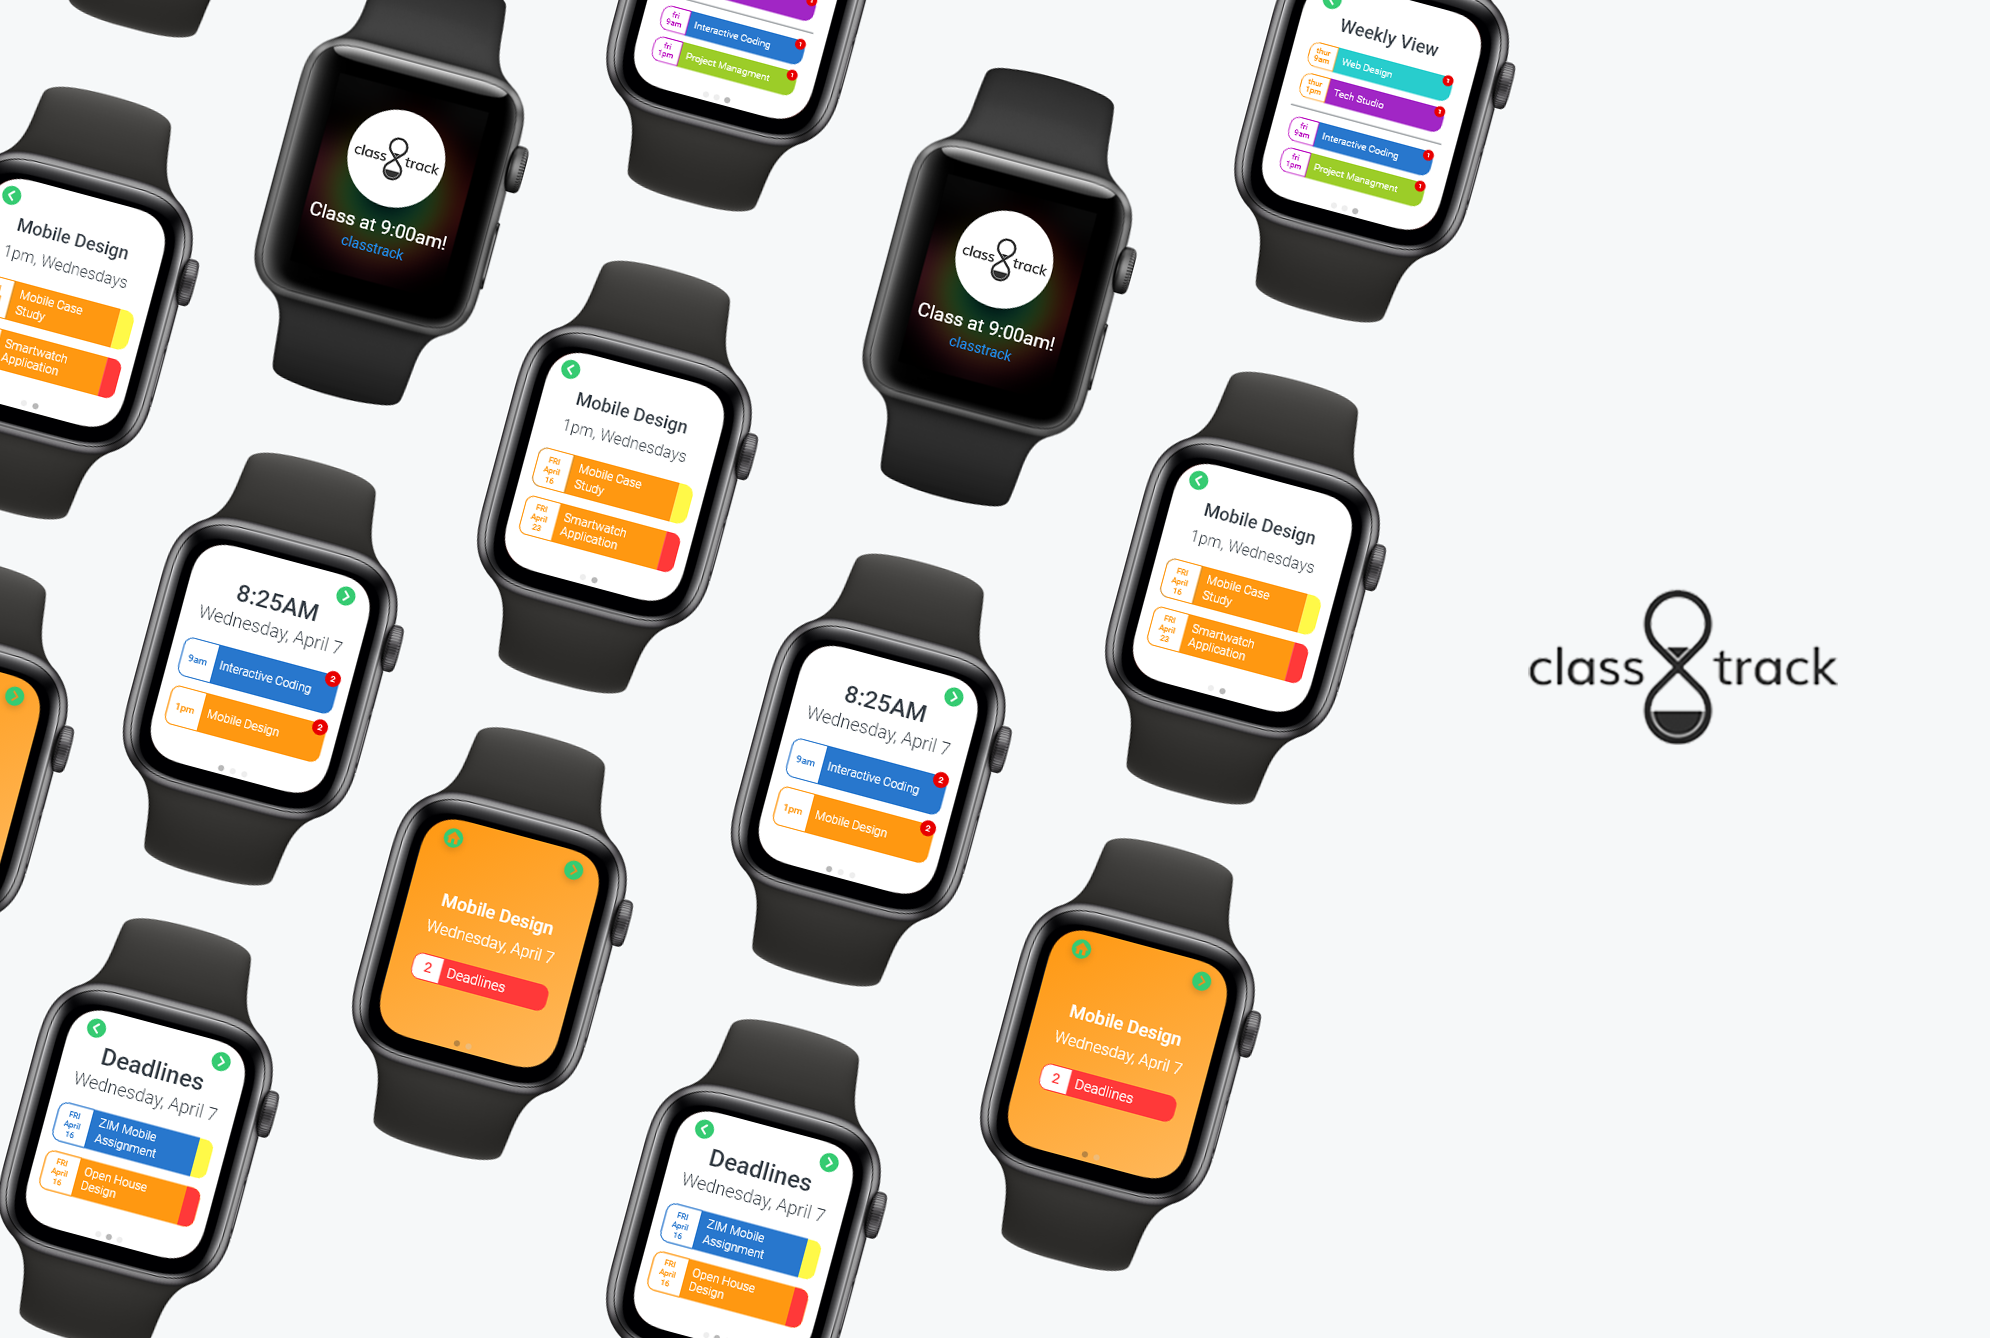 Interactive Coding
fri
9am
Project Managment
fri
1pm
Weekly View
thur
9am
Web Deaign
1
thur
1pm
Tech Studio
1
fri
9am
Interactive Coding
1
fri
1pm
Project Managment
1
class track
Class at 9:00am!
classtrack
class track
Class at 9:00am!
classtrack
Mobile Design
1pm, Wednesdays
Mobile Case
Study
Smartwatch
Application
Mobile Design
1pm, Wednesdays
FRI
April
16
Mobile Case
Study
FRI
April
23
Smartwatch
Application
Mobile Design
1pm, Wednesdays
FRI
April
16
Mobile Case
Study
FRI
April
23
Smartwatch
Application
8:25AM
Wednesday, April 7
9am
Interactive Coding
2
1pm
Mobile Design
2
8:25AM
Wednesday, April 7
9am
Interactive Coding
2
1pm
Mobile Design
2
class track
Mobile Design
Wednesday, April 7
2
Deadlines
Mobile Design
Wednesday, April 7
2
Deadlines
Deadlines
Wednesday, April 7
FRI
April
16
ZIM Mobile
Assignment
FRI
April
16
Open House
Design
Deadlines
Wednesday, April 7
FRI
April
16
ZIM Mobile
Assignment
FRI
April
16
Open House
Design